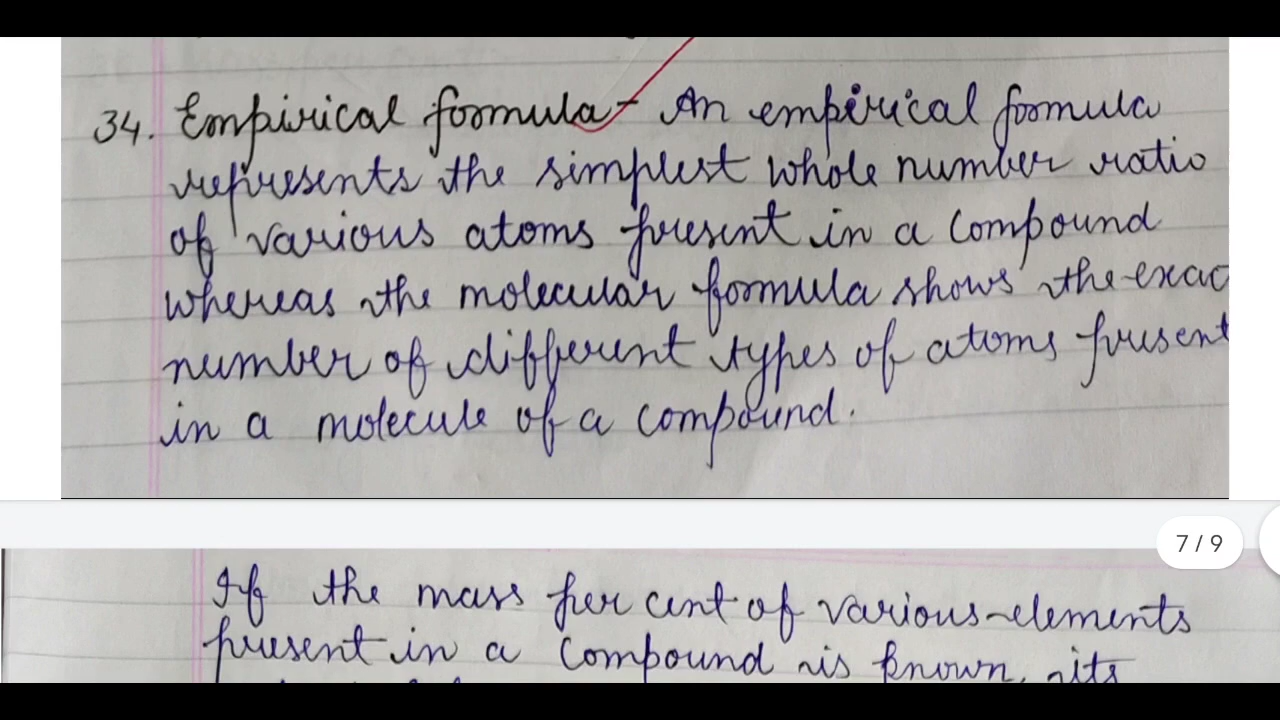 34. Empirical formula - An empirical formula
represents the simplest whole number ratio
of various atoms present in a compound
whereas the molecular formula shows the exac
number of different types of atoms present
in a molecule of a compound.
7 / 9
If the mass per cent of various elements
present in a compound is known, its